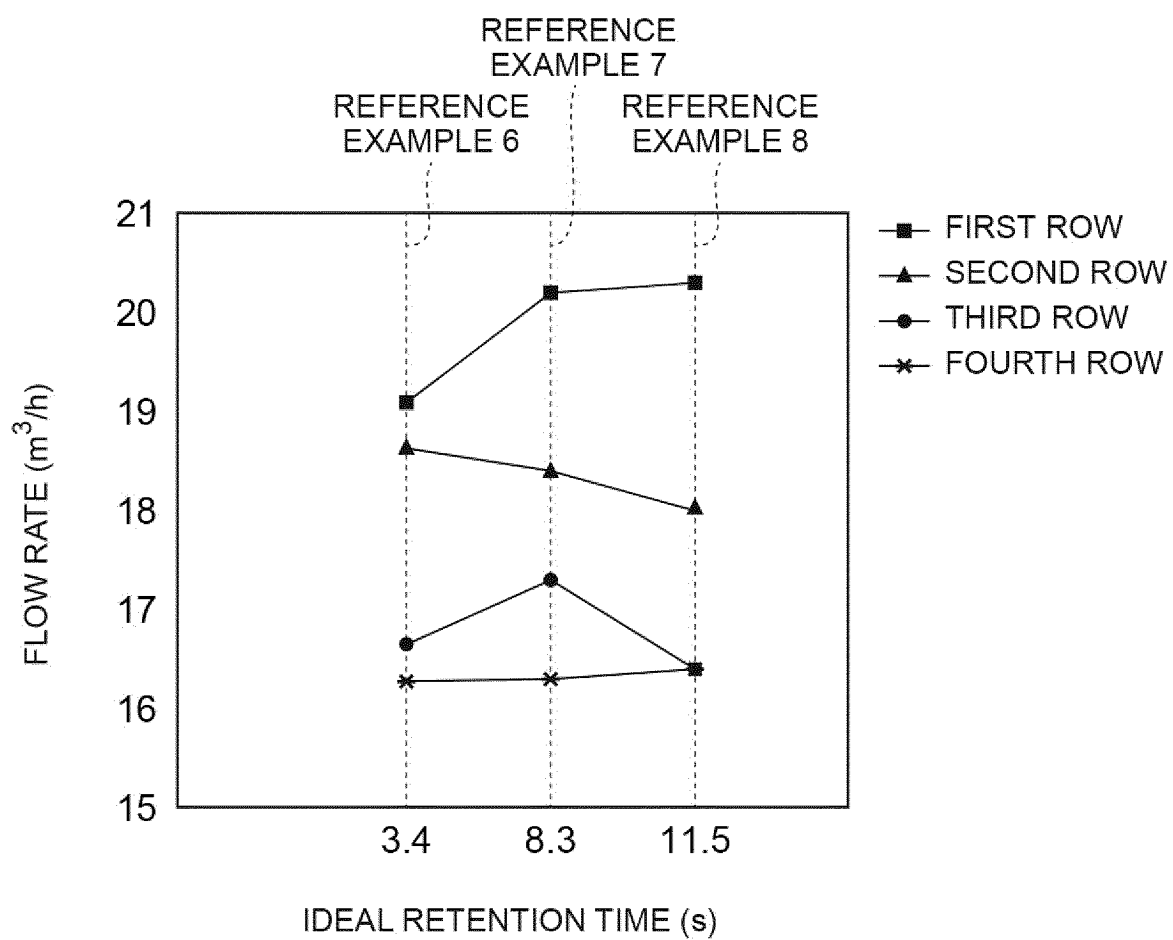 REFERENCE
EXAMPLE 7
REFERENCE
EXAMPLE 6
REFERENCE
EXAMPLE 8
21
20
19
18
17
16
15
FLOW RATE (m³/h)
3.4
8.3
11.5
IDEAL RETENTION TIME (s)
FIRST ROW
SECOND ROW
THIRD ROW
FOURTH ROW